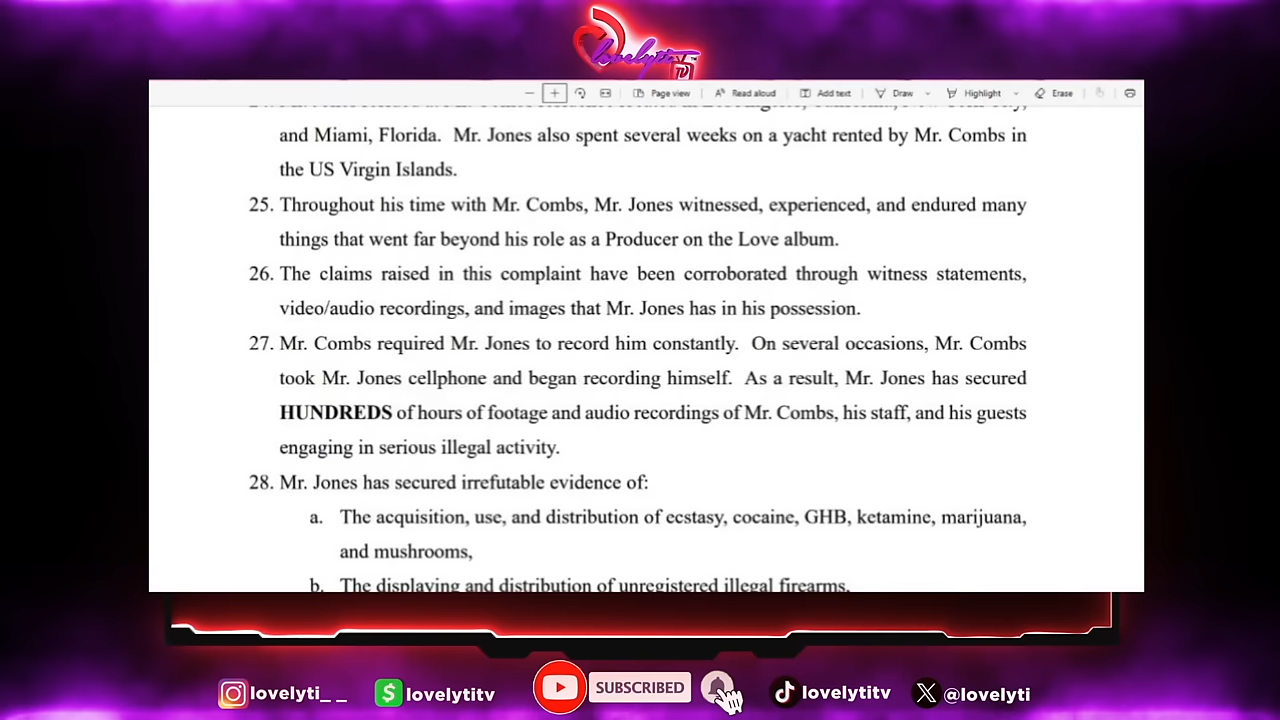 lovelytitv
TV
Page view
Read aloud
Add text
Draw
Highlight
Erase
and Miami, Florida. Mr. Jones also spent several weeks on a yacht rented by Mr. Combs in
the US Virgin Islands.
25. Throughout his time with Mr. Combs, Mr. Jones witnessed, experienced, and endured many
things that went far beyond his role as a Producer on the Love album.
26. The claims raised in this complaint have been corroborated through witness statements,
video/audio recordings, and images that Mr. Jones has in his possession.
27. Mr. Combs required Mr. Jones to record him constantly. On several occasions, Mr. Combs
took Mr. Jones cellphone and began recording himself. As a result, Mr. Jones has secured
HUNDREDS of hours of footage and audio recordings of Mr. Combs, his staff, and his guests
engaging in serious illegal activity.
28. Mr. Jones has secured irrefutable evidence of:
a. The acquisition, use, and distribution of ecstasy, cocaine, GHB, ketamine, marijuana,
and mushrooms,
b. The displaying and distribution of unregistered illegal firearms,
lovelyti_ _
lovelytitv
SUBSCRIBED
lovelytitv
@lovelyti